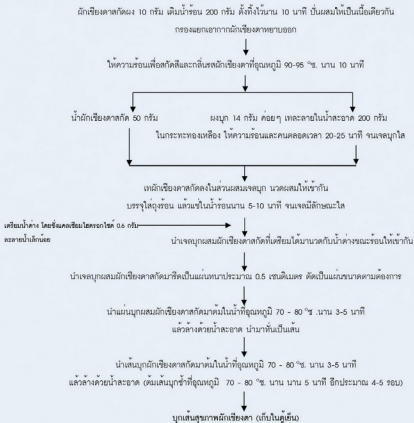 ผักเชียงดาสกัดผง 10 กรัม เติมน้ำร้อน 200 กรัม ตั้งทิ้งไว้นาน 10 นาที ปั่นผสมให้เป็นเนื้อเดียวกัน
กรองแยกเอากากผักเชียงดาหยาบออก
ให้ความร้อนเพื่อสกัดสีและกลิ่นรสผักเชียงดาที่อุณหภูมิ 90-95 °ซ. นาน 10 นาที
น้ำผักเชียงดาสกัด 50 กรัม
ผงบุก 14 กรัม ค่อยๆ เทละลายในน้ำสะอาด 200 กรัม
ในกระทะทองเหลือง ให้ความร้อนและคนตลอดเวลา 20-25 นาที จนเจลบุกใส
เทผักเชียงดาสกัดลงในส่วนผสมเจลบุก นวดผสมให้เข้ากัน
บรรจุใส่ถุงร้อน แล้วแช่ในน้ำร้อนนาน 5-10 นาที จนเจลมีลักษณะใส
เตรียมน้ำด่าง โดยชั่งแคลเซียมไฮดรอกไซด์ 0.6 กรัม
ละลายน้ำเล็กน้อย
นำเจลบุกผสมผักเชียงดาสกัดที่เตรียมได้มานวดกับน้ำด่างขณะร้อนให้เข้ากัน
นำเจลบุกผสมผักเชียงดาสกัดมารีดเป็นแผ่นหนาประมาณ 0.5 เซนติเมตร ตัดเป็นแผ่นขนาดตามต้องการ
นำแผ่นบุกผสมผักเชียงดาสกัดมาต้มในน้ำที่อุณหภูมิ 70 - 80 °ซ .นาน 3-5 นาที
แล้วล้างด้วยน้ำสะอาด นำมาหั่นเป็นเส้น
นำเส้นบุกผักเชียงดาสกัดมาต้มในน้ำที่อุณหภูมิ 70 - 80 °ซ. นาน 3-5 นาที
แล้วล้างด้วยน้ำสะอาด (ต้มเส้นบุกซ้ำที่อุณหภูมิ 70 - 80 °ซ. นาน นาน 5 นาที อีกประมาณ 4-5 รอบ)
บุกเส้นสุขภาพผักเชียงดา (เก็บในตู้เย็น)